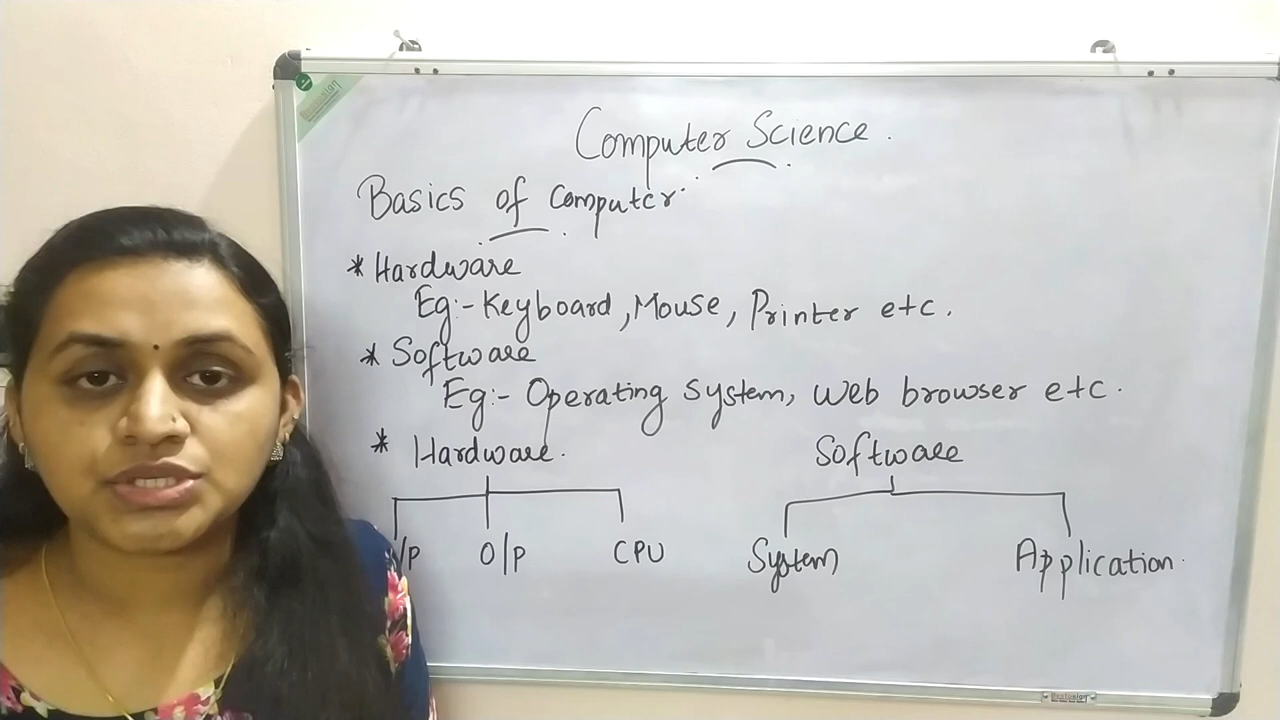 Computer Science.
Basics of Computer
* Hardware
Eg:- Keyboard, Mouse, Printer etc.
* Software
Eg:- Operating System, Web browser etc.
* Hardware. Software
/P O/P CPU System Application.